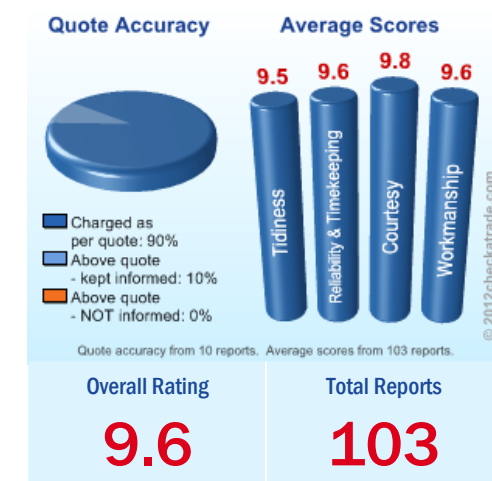 Quote Accuracy
Average Scores
9.5
9.6
9.8
9.6
Tidiness
Reliability & Timekeeping
Courtesy
Workmanship
Charged as
per quote: 90%
Above quote
- kept informed: 10%
Above quote
- NOT informed: 0%
© 2012checkatrade.com
Quote accuracy from 10 reports. Average scores from 103 reports.
Overall Rating
Total Reports
9.6
103